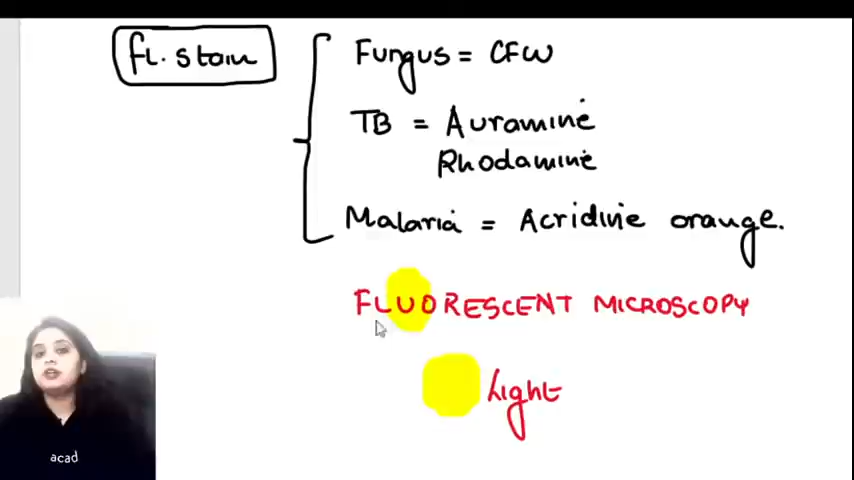 fl. stain
Fungus = CFW
TB = Auramine
Rhodamine
Malaria = Acridine orange.
FLUORESCENT MICROSCOPY
Light
acad